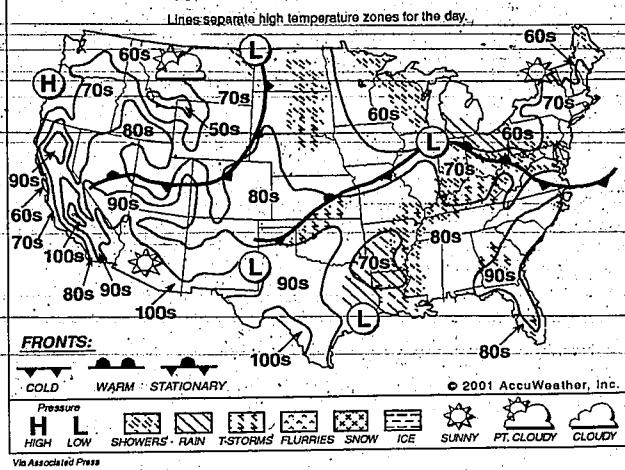 Lines separate high temperature zones for the day.
60s
60s
L
H
70s
70s
70s
50s
80s
60s
60s
L
70s
90s
60s
90s
80s
70s
80s
100s
L
70s
90s
90s
80s
90s
100s
L
80s
100s
FRONTS:
COLD WARM STATIONARY
© 2001 AccuWeather, Inc.
Pressure
H L
HIGH LOW SHOWERS RAIN T-STORMS FLURRIES SNOW ICE SUNNY PT. CLOUDY CLOUDY
Via Associated Press